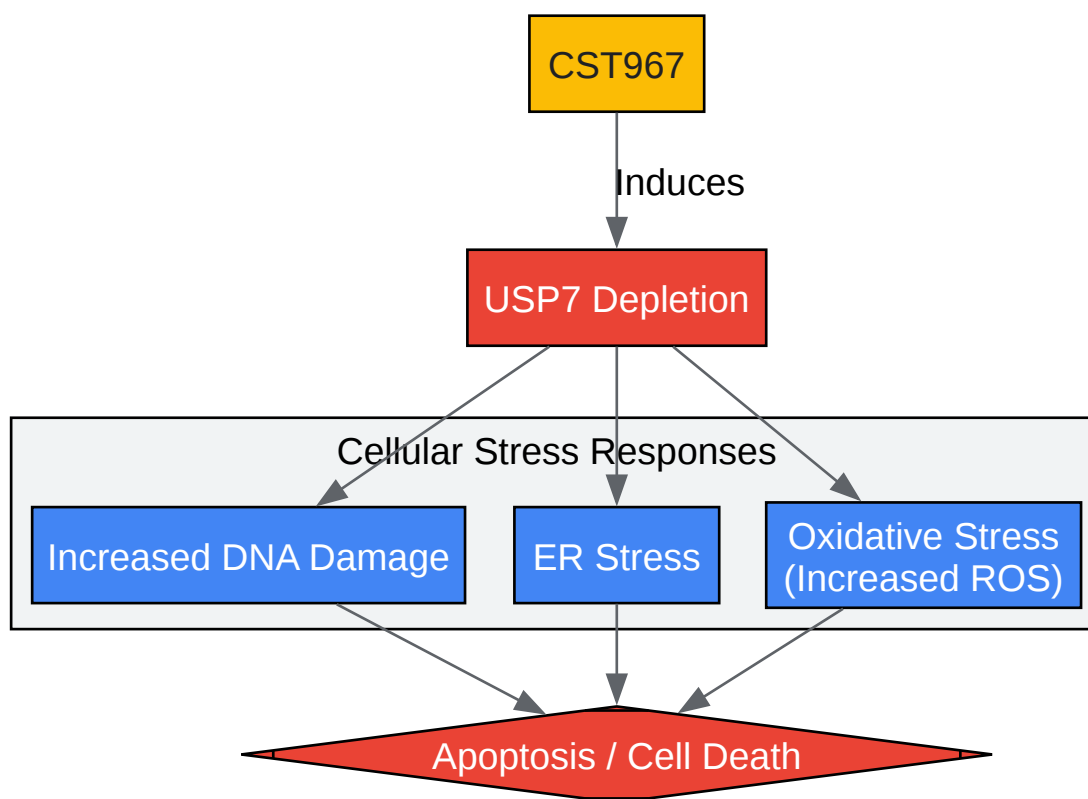 CST967
Induces
USP7 Depletion
Cellular Stress Responses
Increased DNA Damage
ER Stress
Oxidative Stress
(Increased ROS)
Apoptosis / Cell Death